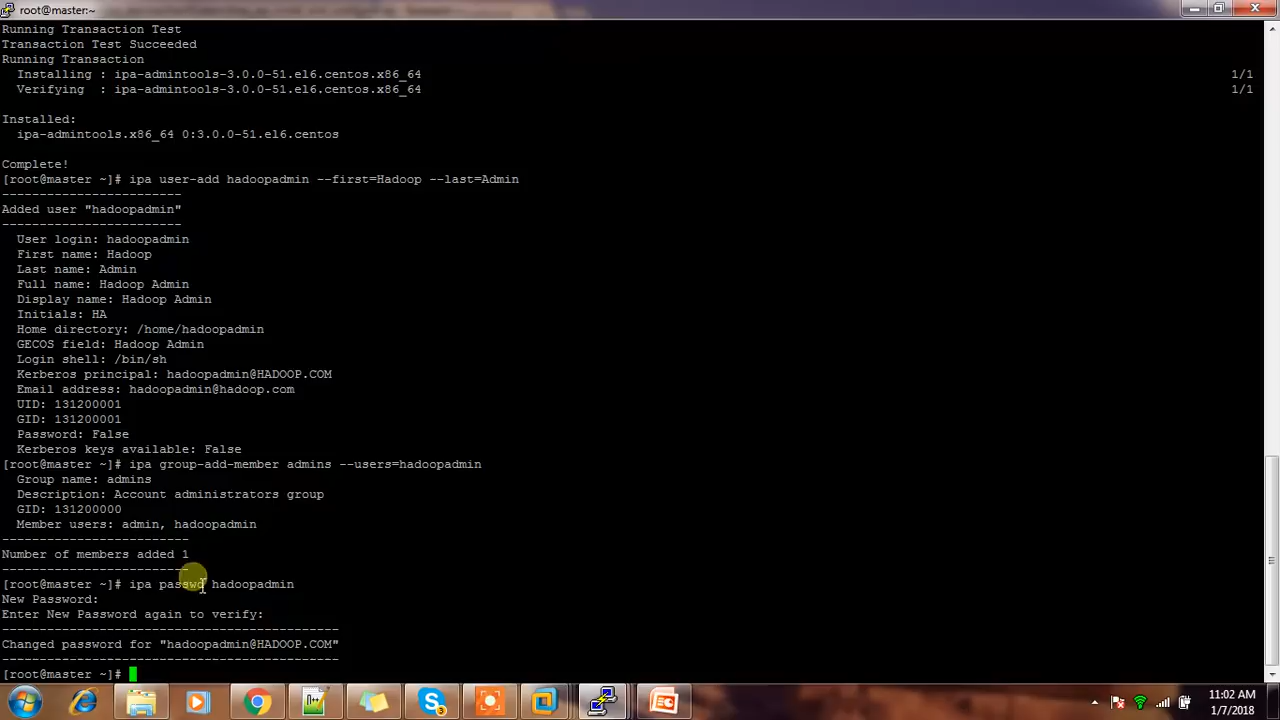 root@master:~
Running Transaction Test
Transaction Test Succeeded
Running Transaction
Installing : ipa-admintools-3.0.0-51.el6.centos.x86_64 1/1
Verifying : ipa-admintools-3.0.0-51.el6.centos.x86_64 1/1
Installed:
ipa-admintools.x86_64 0:3.0.0-51.el6.centos
Complete!
[root@master ~]# ipa user-add hadoopadmin --first=Hadoop --last=Admin
------------------------
Added user "hadoopadmin"
------------------------
User login: hadoopadmin
First name: Hadoop
Last name: Admin
Full name: Hadoop Admin
Display name: Hadoop Admin
Initials: HA
Home directory: /home/hadoopadmin
GECOS field: Hadoop Admin
Login shell: /bin/sh
Kerberos principal: hadoopadmin@HADOOP.COM
Email address: hadoopadmin@hadoop.com
UID: 131200001
GID: 131200001
Password: False
Kerberos keys available: False
[root@master ~]# ipa group-add-member admins --users=hadoopadmin
Group name: admins
Description: Account administrators group
GID: 131200000
Member users: admin, hadoopadmin
-------------------------
Number of members added 1
-------------------------
[root@master ~]# ipa passwd hadoopadmin
New Password:
Enter New Password again to verify:
---------------------------------------------
Changed password for "hadoopadmin@HADOOP.COM"
---------------------------------------------
[root@master ~]#
11:02 AM
1/7/2018